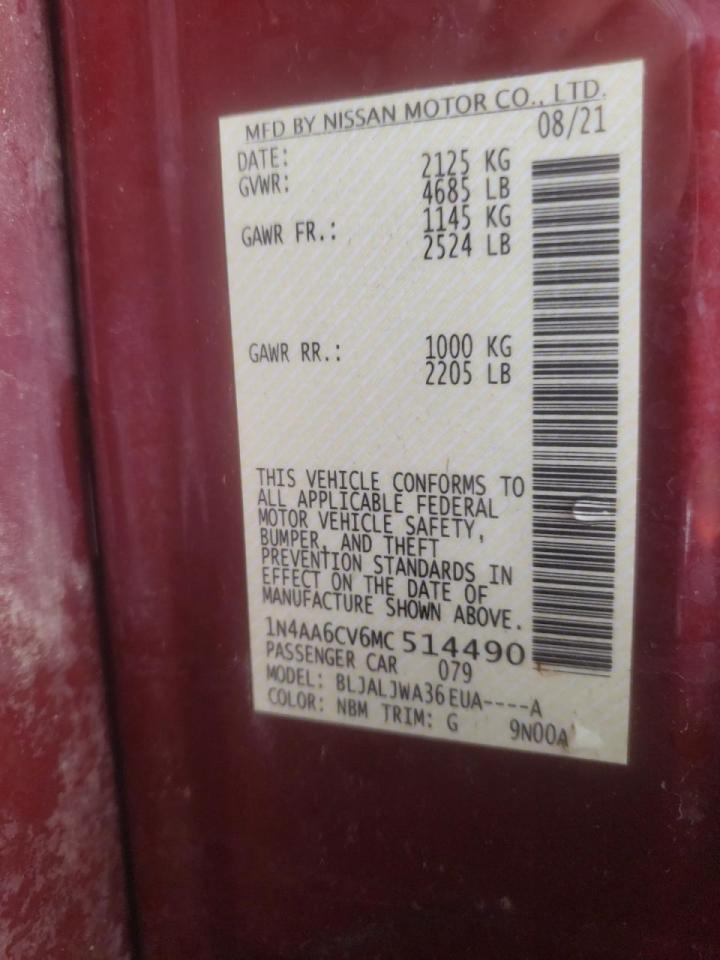 MFD BY NISSAN MOTOR CO., LTD.
DATE: 08/21
GVWR: 2125 KG
4685 LB
GAWR FR.: 1145 KG
2524 LB
GAWR RR.: 1000 KG
2205 LB
THIS VEHICLE CONFORMS TO
ALL APPLICABLE FEDERAL
MOTOR VEHICLE SAFETY,
BUMPER, AND THEFT
PREVENTION STANDARDS IN
EFFECT ON THE DATE OF
MANUFACTURE SHOWN ABOVE.
1N4AA6CV6MC 514490
PASSENGER CAR 079
MODEL: BLJALJWA36EUA----A
COLOR: NBM TRIM: G 9N00A